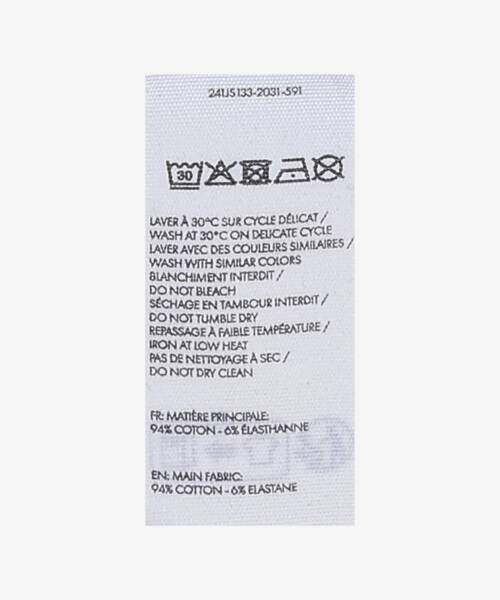 241JS133-2031-591
30
LAVER À 30°C SUR CYCLE DÉLICAT /
WASH AT 30°C ON DELICATE CYCLE
LAVER AVEC DES COULEURS SIMILAIRES /
WASH WITH SIMILAR COLORS
BLANCHIMENT INTERDIT /
DO NOT BLEACH
SÉCHAGE EN TAMBOUR INTERDIT /
DO NOT TUMBLE DRY
REPASSAGE À FAIBLE TEMPÉRATURE /
IRON AT LOW HEAT
PAS DE NETTOYAGE À SEC /
DO NOT DRY CLEAN
FR: MATIÈRE PRINCIPALE:
94% COTON - 6% ÉLASTHANNE
EN: MAIN FABRIC:
94% COTTON - 6% ELASTANE